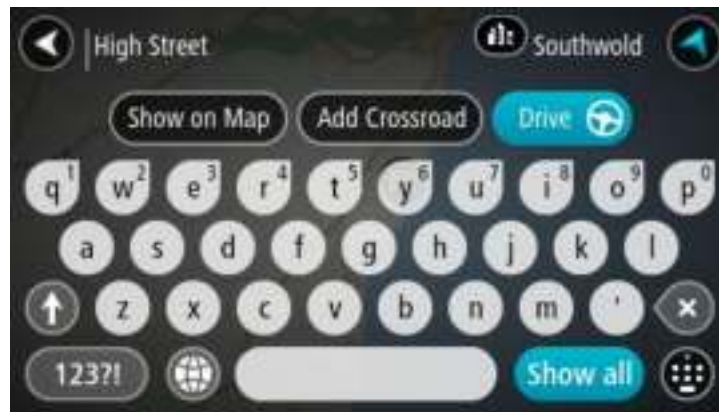 High Street Southwold
Show on Map Add Crossroad Drive
q1 w2 e3 r4 t5 y6 u7 i8 o9 p0
a s d f g h j k l
z x c v b n m '
123?! Show all